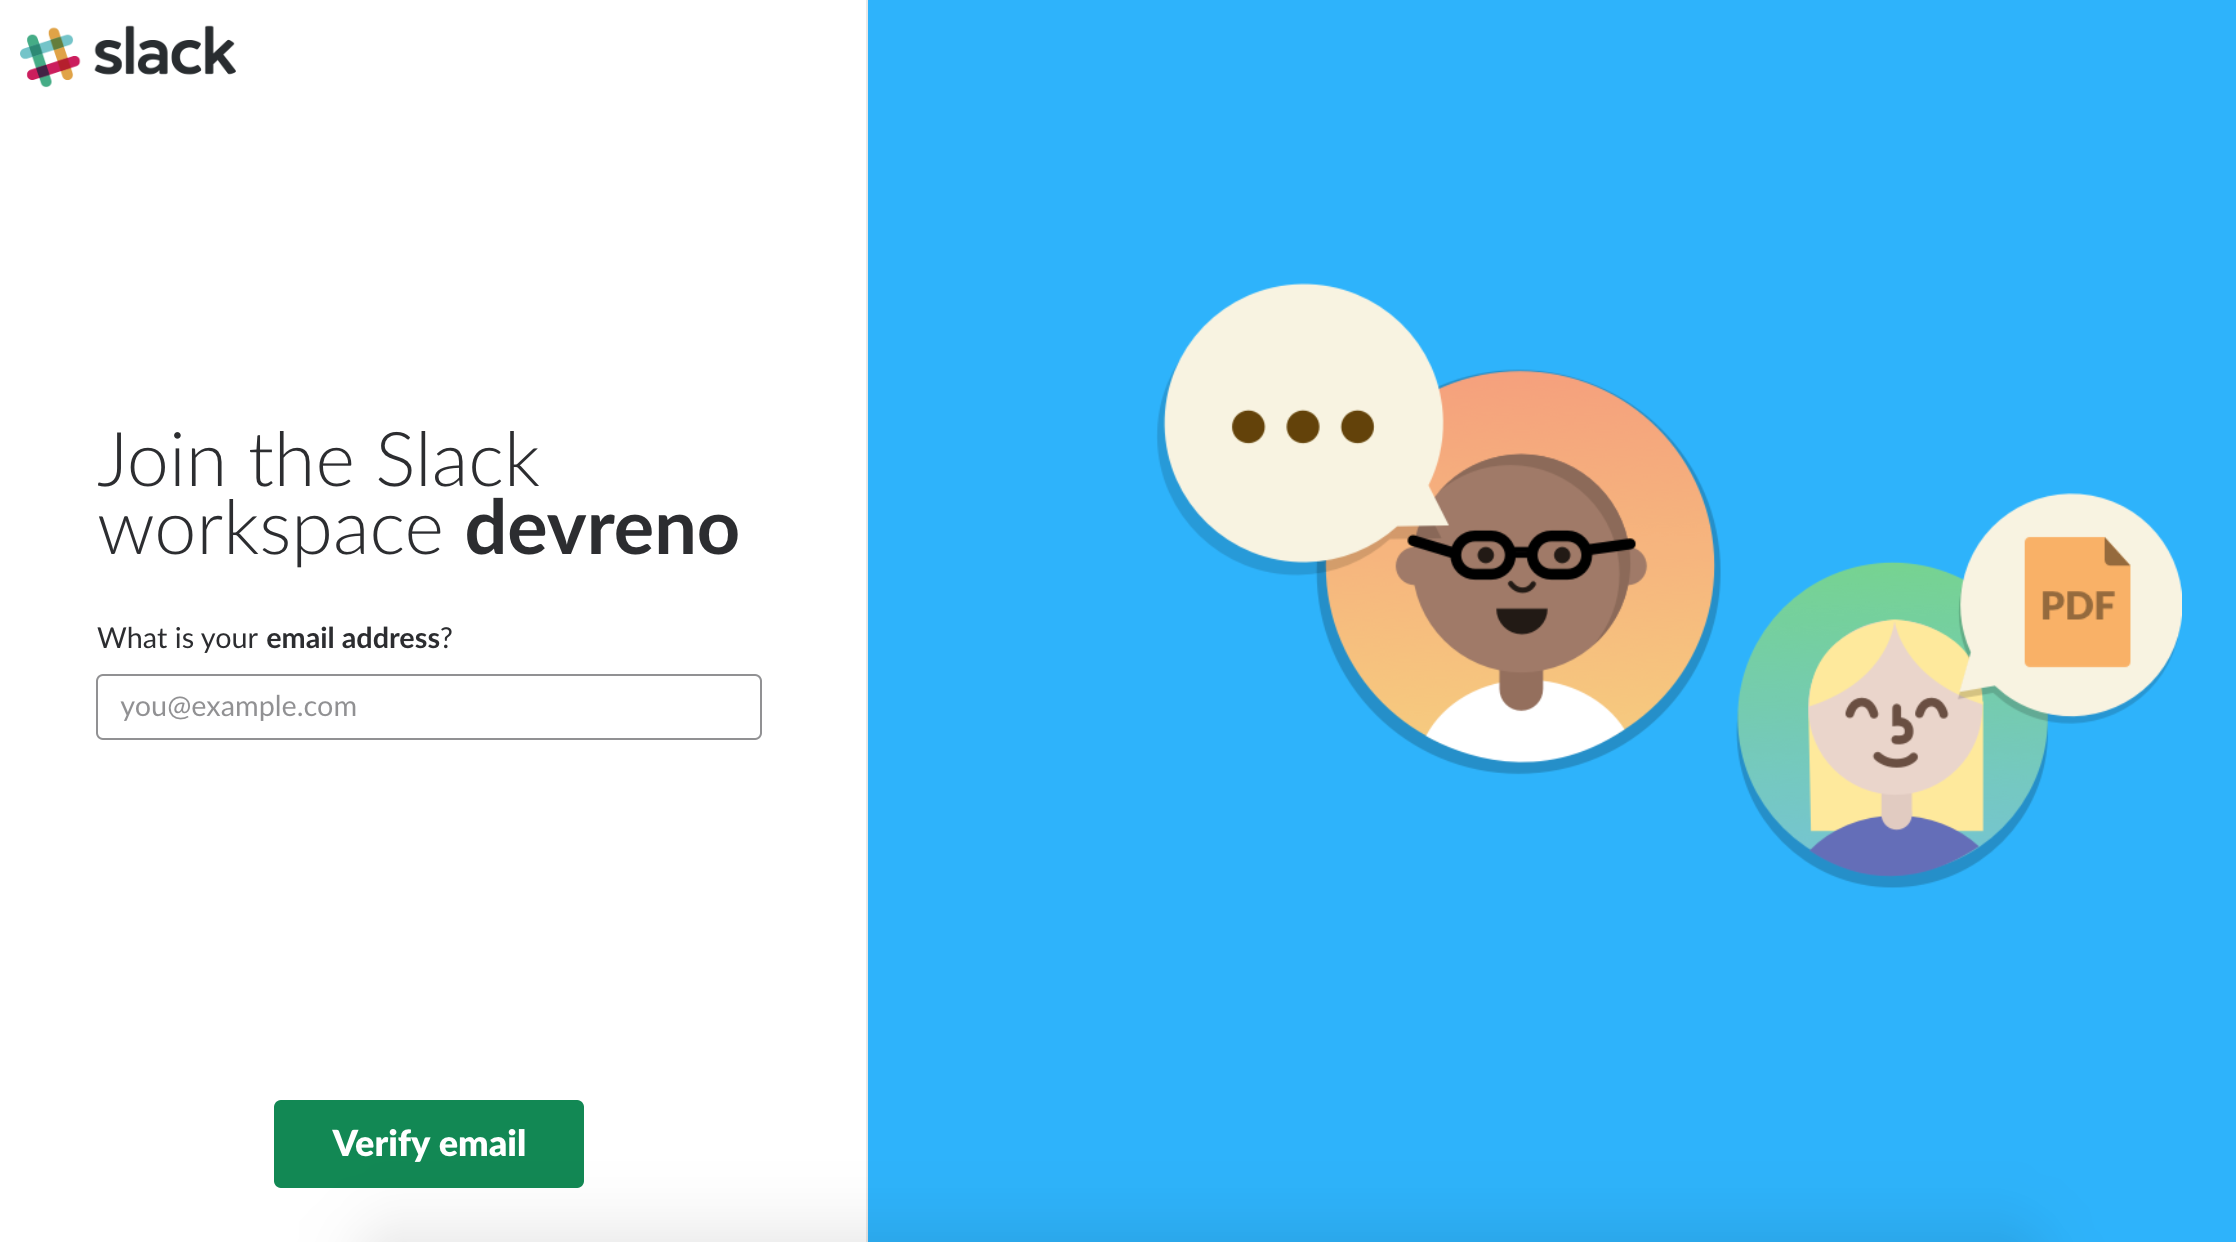 slack
Join the Slack
workspace devreno
What is your email address?
you@example.com
Verify email
PDF